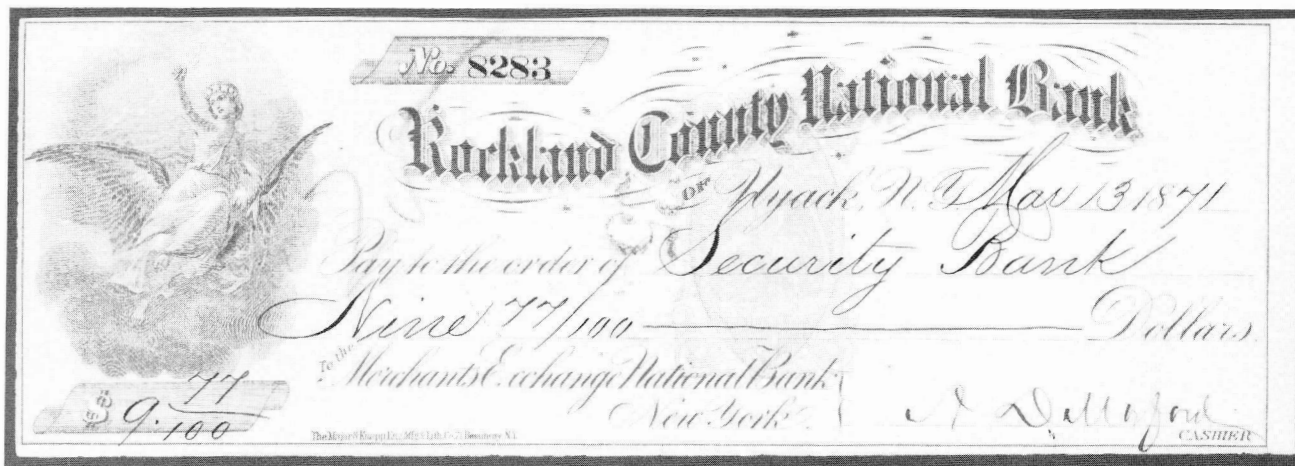 No. 8283
Rockland County National Bank
OF Nyack, N.Y. Mar 13 1871
Pay to the order of Security Bank
Nine 77/100 Dollars
To the Merchants Exchange National Bank
New York
$ 9. 77/100
CASHIER